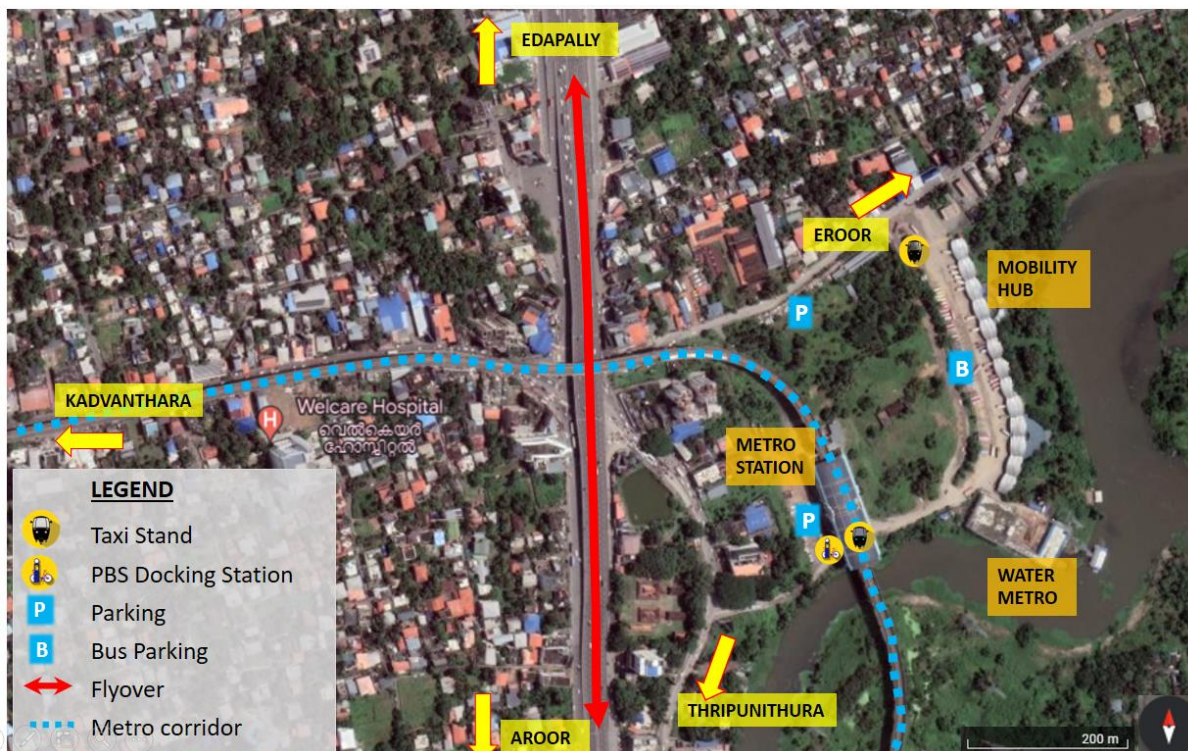 EDAPALLY
EROOR
MOBILITY
HUB
P
B
KADVANTHARA
H
Welcare Hospital
വെൽകെയർ
ഹോസ്പിറ്റൽ
METRO
STATION
P
WATER
METRO
THRIPUNITHURA
AROOR
200 m
LEGEND
Taxi Stand
PBS Docking Station
P
Parking
B
Bus Parking
Flyover
Metro corridor